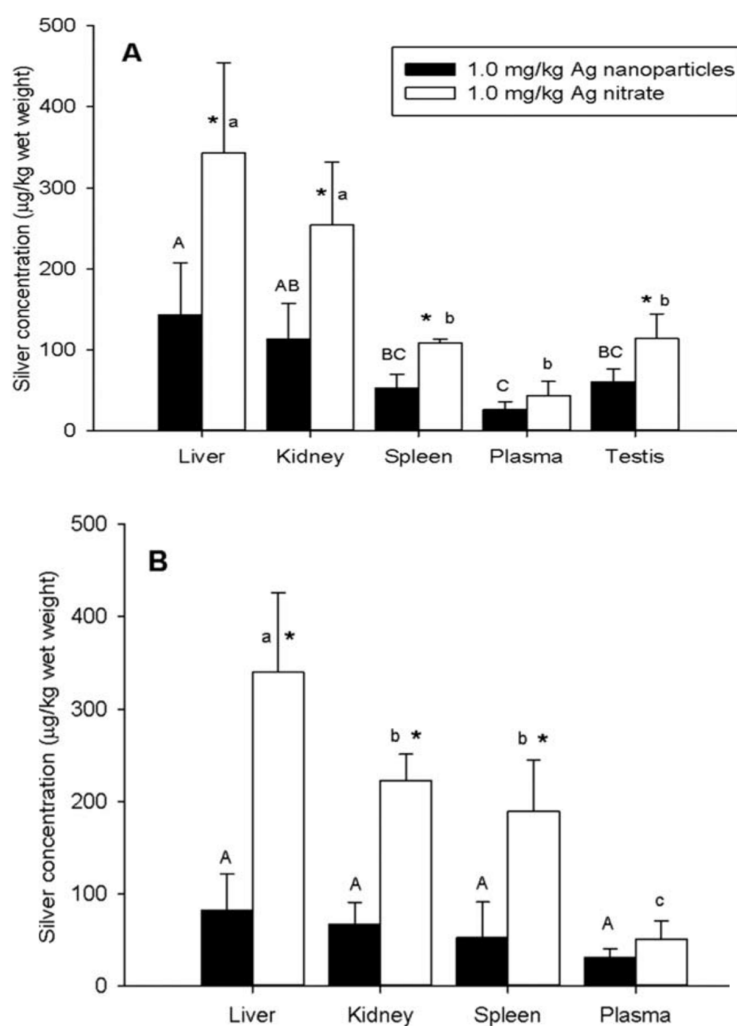 Silver concentration (µg/kg wet weight)
500
400
300
200
100
0
A
1.0 mg/kg Ag nanoparticles
1.0 mg/kg Ag nitrate
A
* a
AB
* a
BC
* b
C
b
BC
* b
Liver Kidney Spleen Plasma Testis
Silver concentration (µg/kg wet weight)
500
400
300
200
100
0
B
A
a *
A
b *
A
b *
A
c
Liver Kidney Spleen Plasma